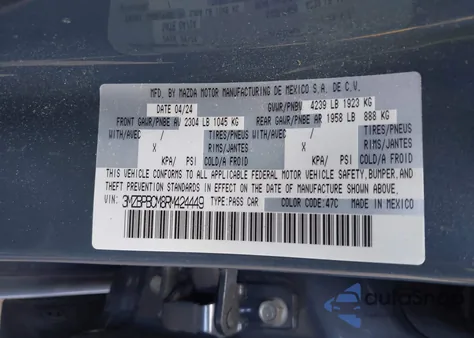 MFD. BY MAZDA MOTOR MANUFACTURING DE MEXICO S.A. DE C.V.
DATE 04/24 GVWR/PNBV 4239 LB 1923 KG
FRONT GAWR/PNBE AV 2304 LB 1045 KG REAR GAWR/PNBE AR 1958 LB 888 KG
WITH/AVEC / TIRES/PNEUS WITH/AVEC / TIRES/PNEUS
X RIMS/JANTES X RIMS/JANTES
KPA/ PSI COLD/A FROID KPA/ PSI COLD/A FROID
THIS VEHICLE CONFORMS TO ALL APPLICABLE FEDERAL MOTOR VEHICLE SAFETY, BUMPER, AND
THEFT PREVENTION STANDARDS IN EFFECT ON THE DATE OF MANUFACTURE SHOWN ABOVE.
3MZBPBCM8RM424449 TYPE:PASS CAR COLOR CODE:47C MADE IN MEXICO